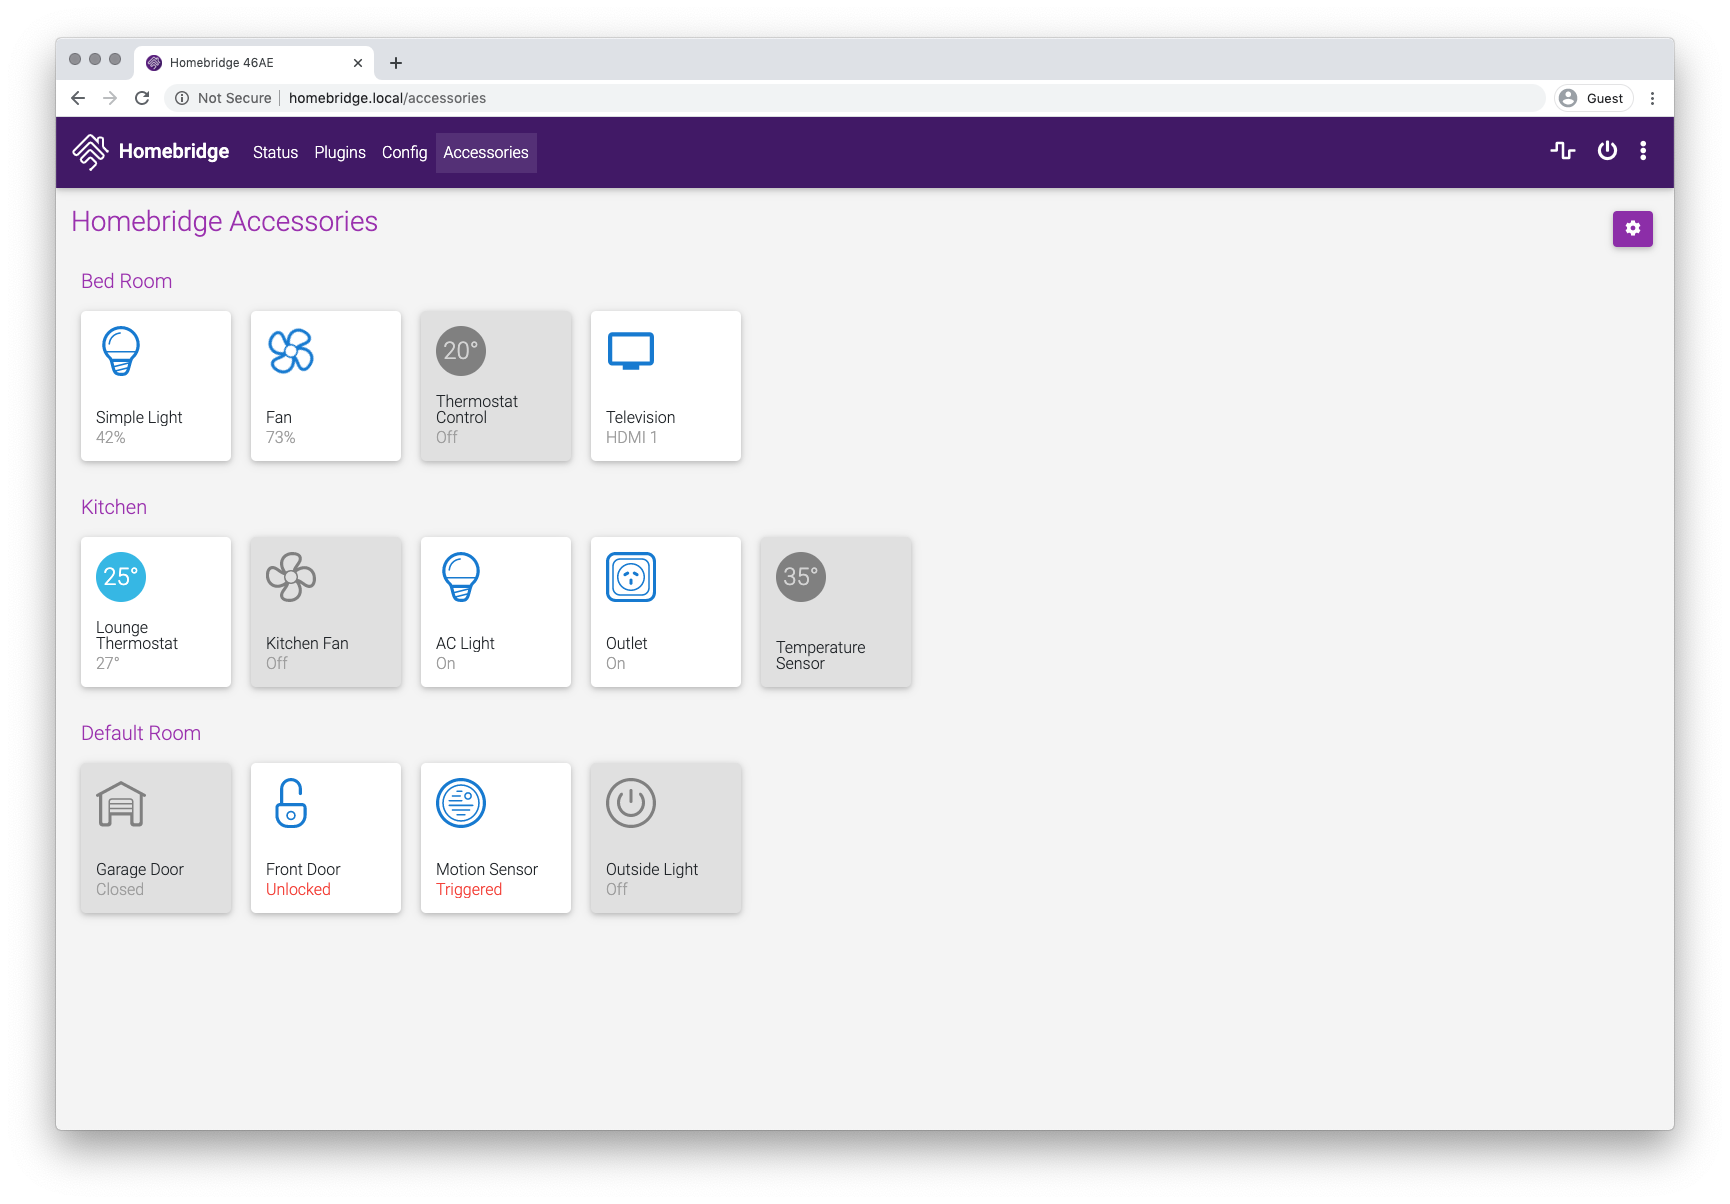 Homebridge 46AE
Not Secure homebridge.local/accessories Guest
Homebridge Status Plugins Config Accessories
Homebridge Accessories
Bed Room
Simple Light
42%
Fan
73%
20°
Thermostat
Control
Off
Television
HDMI 1
Kitchen
25°
Lounge
Thermostat
27°
Kitchen Fan
Off
AC Light
On
Outlet
On
35°
Temperature
Sensor
Default Room
Garage Door
Closed
Front Door
Unlocked
Motion Sensor
Triggered
Outside Light
Off